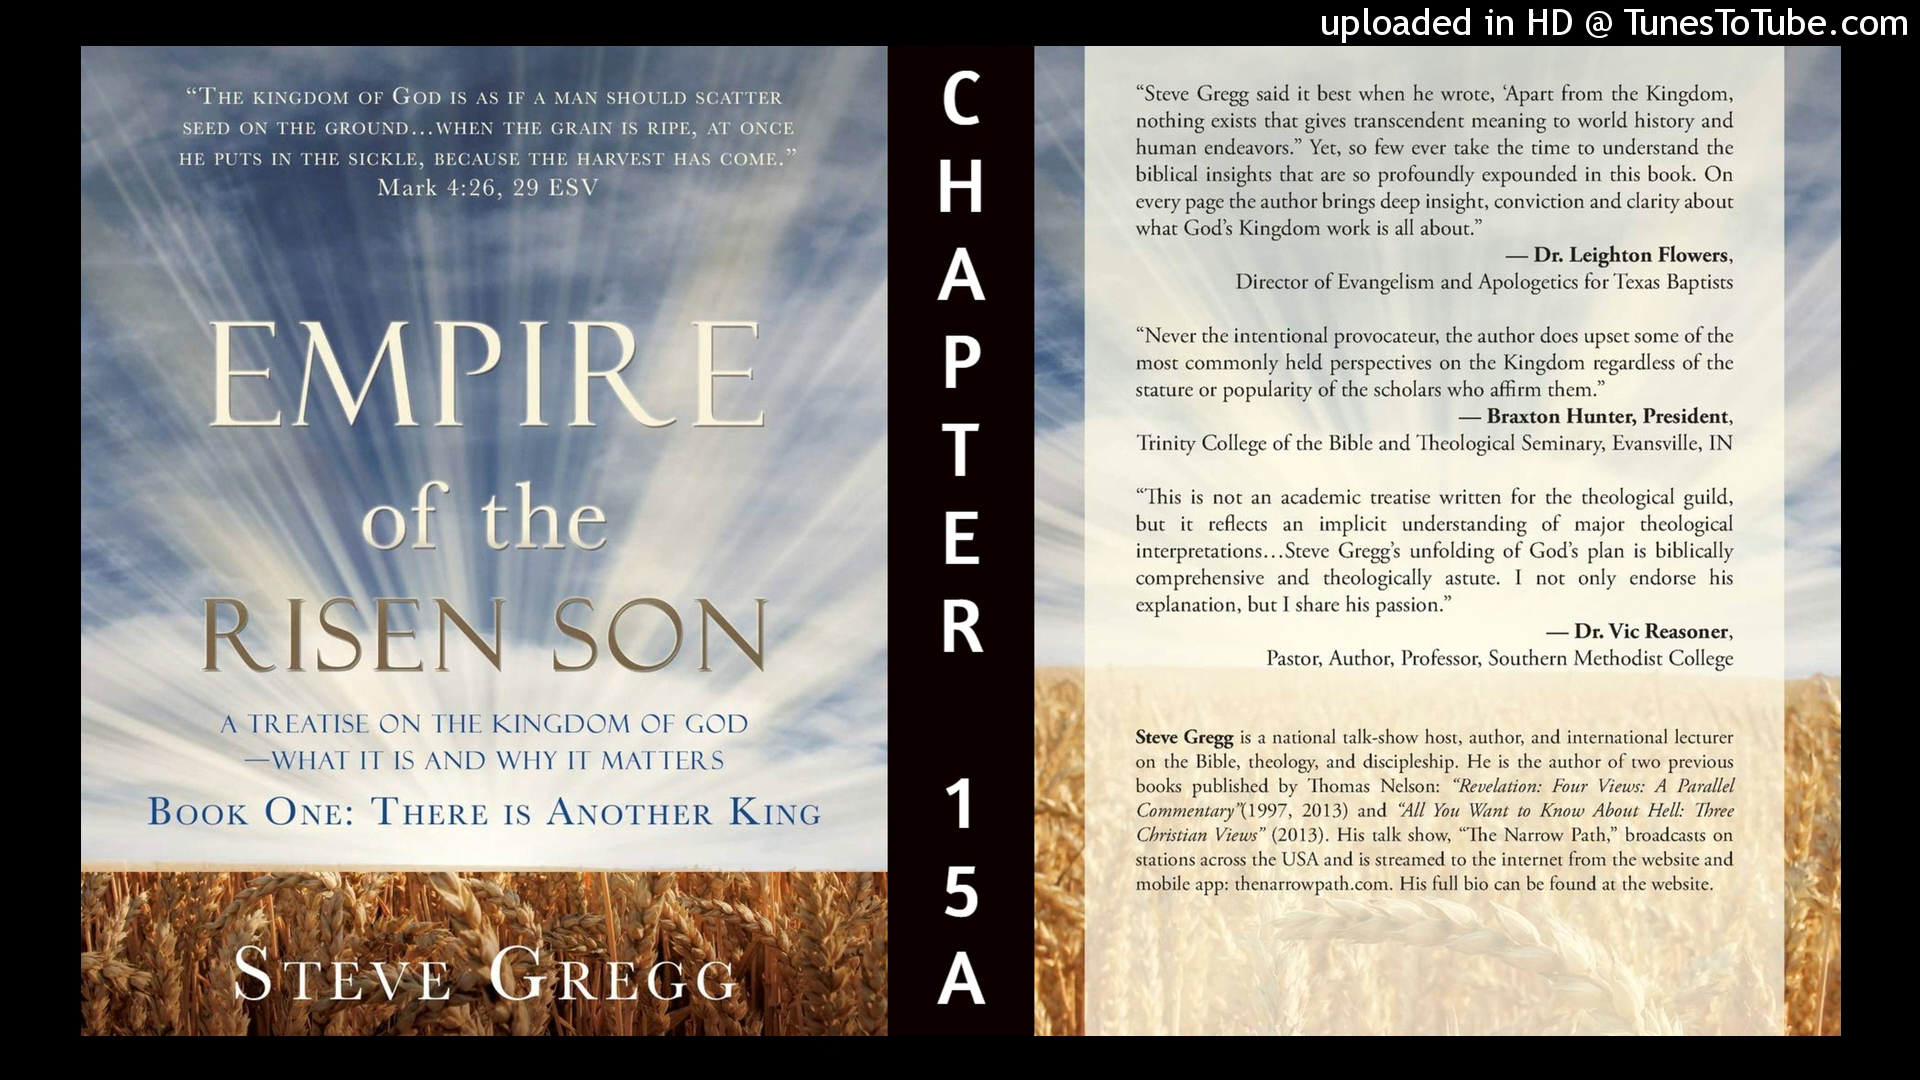 uploaded in HD @ TunesToTube.com
“THE KINGDOM OF GOD IS AS IF A MAN SHOULD SCATTER
SEED ON THE GROUND…WHEN THE GRAIN IS RIPE, AT ONCE
HE PUTS IN THE SICKLE, BECAUSE THE HARVEST HAS COME.”
Mark 4:26, 29 ESV
EMPIRE
of the
RISEN SON
A TREATISE ON THE KINGDOM OF GOD
—WHAT IT IS AND WHY IT MATTERS
BOOK ONE: THERE IS ANOTHER KING
STEVE GREGG
CHAPTER 15A
“Steve Gregg said it best when he wrote, ‘Apart from the Kingdom,
nothing exists that gives transcendent meaning to world history and
human endeavors.” Yet, so few ever take the time to understand the
biblical insights that are so profoundly expounded in this book. On
every page the author brings deep insight, conviction and clarity about
what God’s Kingdom work is all about.”
— Dr. Leighton Flowers,
Director of Evangelism and Apologetics for Texas Baptists
“Never the intentional provocateur, the author does upset some of the
most commonly held perspectives on the Kingdom regardless of the
stature or popularity of the scholars who affirm them.”
— Braxton Hunter, President,
Trinity College of the Bible and Theological Seminary, Evansville, IN
“This is not an academic treatise written for the theological guild,
but it reflects an implicit understanding of major theological
interpretations…Steve Gregg’s unfolding of God’s plan is biblically
comprehensive and theologically astute. I not only endorse his
explanation, but I share his passion.”
— Dr. Vic Reasoner,
Pastor, Author, Professor, Southern Methodist College
Steve Gregg is a national talk-show host, author, and international lecturer
on the Bible, theology, and discipleship. He is the author of two previous
books published by Thomas Nelson: “Revelation: Four Views: A Parallel
Commentary”(1997, 2013) and “All You Want to Know About Hell: Three
Christian Views” (2013). His talk show, “The Narrow Path,” broadcasts on
stations across the USA and is streamed to the internet from the website and
mobile app: thenarrowpath.com. His full bio can be found at the website.